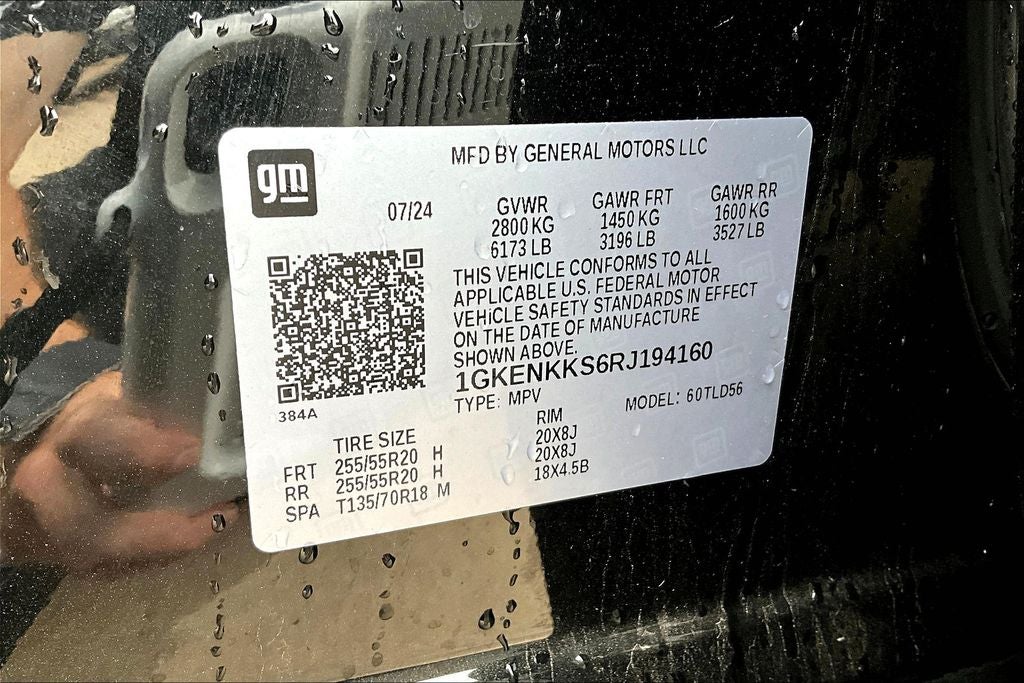 gm
MFD BY GENERAL MOTORS LLC
07/24
GVWR GAWR FRT GAWR RR
2800 KG 1450 KG 1600 KG
6173 LB 3196 LB 3527 LB
THIS VEHICLE CONFORMS TO ALL
APPLICABLE U.S. FEDERAL MOTOR
VEHICLE SAFETY STANDARDS IN EFFECT
ON THE DATE OF MANUFACTURE
SHOWN ABOVE.
1GKENKKS6RJ194160
TYPE: MPV MODEL: 60TLD56
384A
TIRE SIZE RIM
FRT 255/55R20 H 20X8J
RR 255/55R20 H 20X8J
SPA T135/70R18 M 18X4.5B